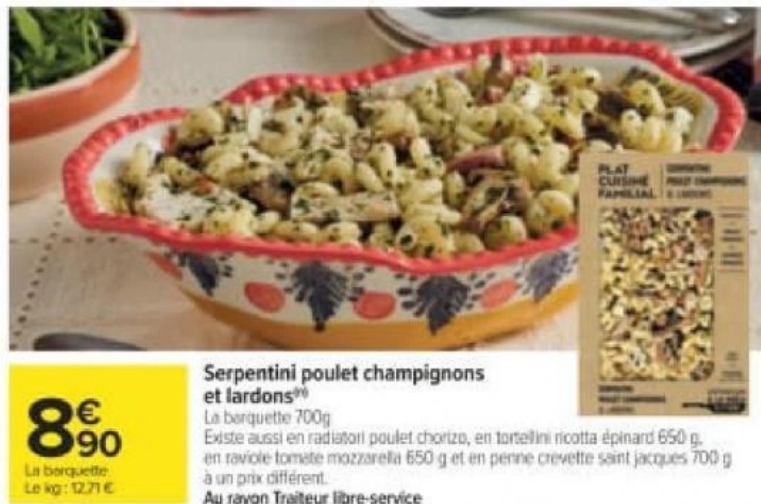 PLAT
CUISINÉ
FAMILIAL
8€90
La barquette
Le kg : 12,71 €
Serpentini poulet champignons
et lardons
La barquette 700g
Existe aussi en radiatori poulet chorizo, en tortellini ricotta épinard 650 g,
en raviole tomate mozzarella 650 g et en penne crevette saint jacques 700 g
à un prix différent.
Au rayon Traiteur libre-service